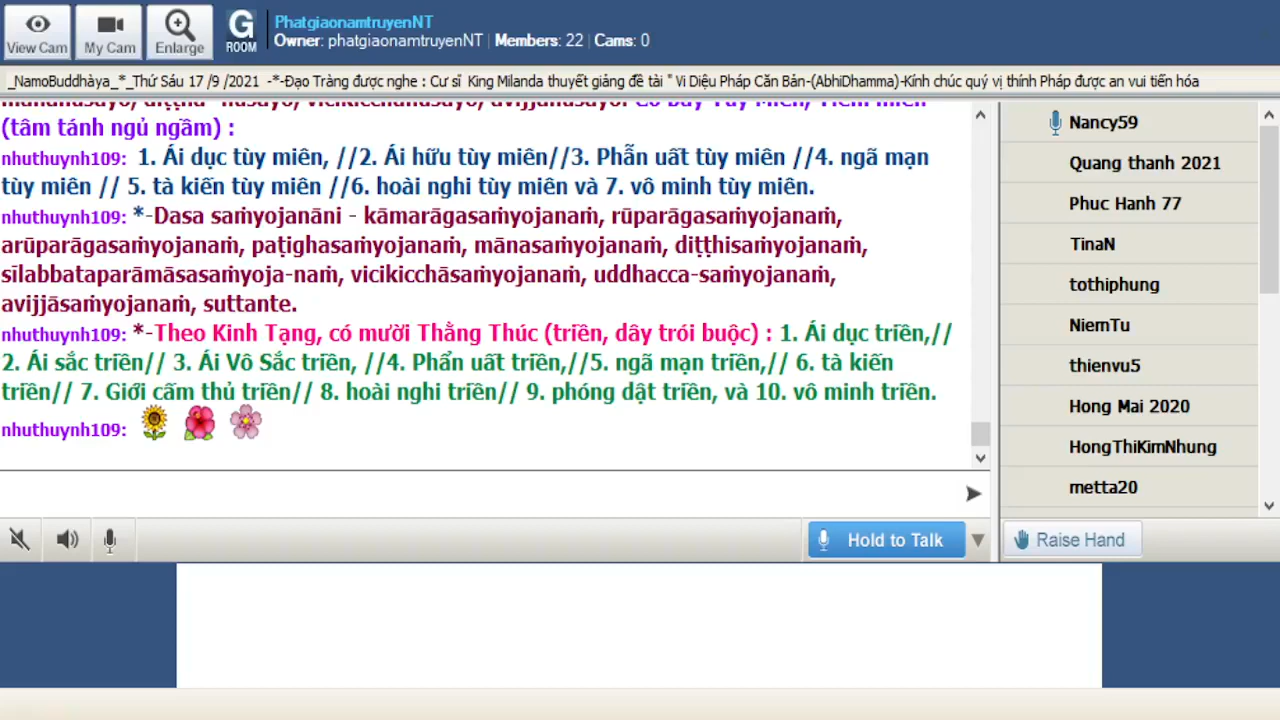 View Cam
My Cam
Enlarge
G
ROOM
PhatgiaonamtruyenNT
Owner: phatgiaonamtruyenNT | Members: 22 | Cams: 0
_NamoBuddhàya_*_Thứ Sáu 17 /9 /2021 -*-Đạo Tràng được nghe : Cư sĩ King Milanda thuyết giảng đề tài " Vi Diệu Pháp Căn Bản-(AbhiDhamma)-Kính chúc quý vị thính Pháp được an vui tiến hóa
(tâm tánh ngủ ngầm) :
nhuthuynh109: 1. Ái dục tùy miên, //2. Ái hữu tùy miên//3. Phẫn uất tùy miên //4. ngã mạn
tùy miên // 5. tà kiến tùy miên //6. hoài nghi tùy miên và 7. vô minh tùy miên.
nhuthuynh109: *-Dasa saṁyojanāni - kāmarāgasaṁyojanaṁ, rūparāgasaṁyojanaṁ,
arūparāgasaṁyojanaṁ, paṭighasaṁyojanaṁ, mānasaṁyojanaṁ, diṭṭhisaṁyojanaṁ,
sīlabbataparāmāsasaṁyoja-naṁ, vicikicchāsaṁyojanaṁ, uddhacca-saṁyojanaṁ,
avijjāsaṁyojanaṁ, suttante.
nhuthuynh109: *-Theo Kinh Tạng, có mười Thằng Thúc (triền, dây trói buộc) : 1. Ái dục triền,//
2. Ái sắc triền// 3. Ái Vô Sắc triền, //4. Phẩn uất triền,//5. ngã mạn triền,// 6. tà kiến
triền// 7. Giới cấm thủ triền// 8. hoài nghi triền// 9. phóng dật triền, và 10. vô minh triền.
nhuthuynh109:
Hold to Talk
Nancy59
Quang thanh 2021
Phuc Hanh 77
TinaN
tothiphung
NiemTu
thienvu5
Hong Mai 2020
HongThiKimNhung
metta20
Raise Hand